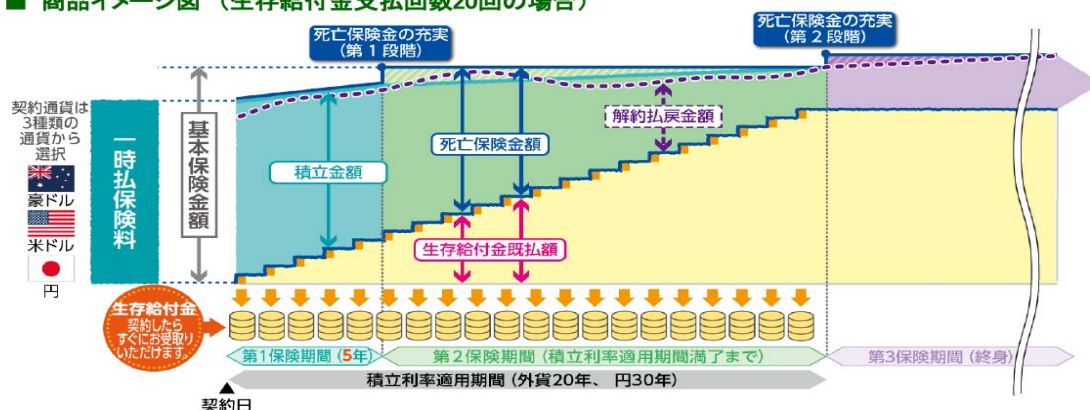 ■ 商品イメージ図 (生存給付金支払回数20回の場合)
死亡保険金の充実
(第1段階)
死亡保険金の充実
(第2段階)
契約通貨は
3種類の
通貨から
選択
豪ドル
米ドル
円
一時払保険料
基本保険金額
積立金額
死亡保険金額
解約払戻金額
生存給付金既払額
生存給付金
契約したら
すぐにお受取り
いただけます。
第1保険期間(5年)
第2保険期間(積立利率適用期間満了まで)
第3保険期間(終身)
積立利率適用期間(外貨20年、円30年)
▲
契約日